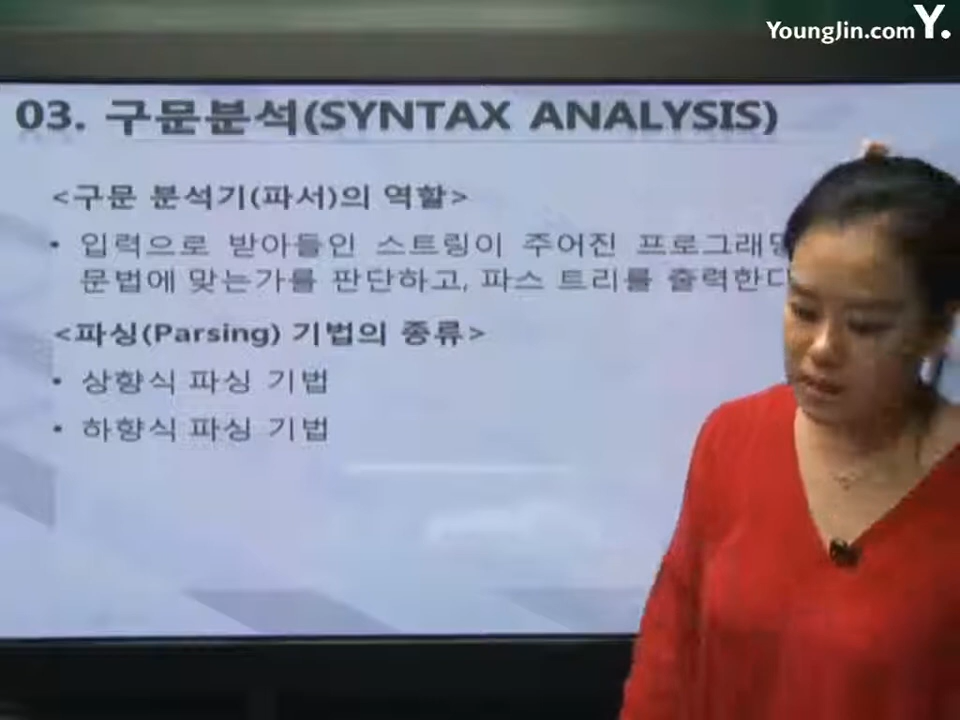 YoungJin.com Y.
03. 구문분석(SYNTAX ANALYSIS)
<구문 분석기(파서)의 역할>
• 입력으로 받아들인 스트링이 주어진 프로그래밍
문법에 맞는가를 판단하고, 파스 트리를 출력한다
<파싱(Parsing) 기법의 종류>
• 상향식 파싱 기법
• 하향식 파싱 기법